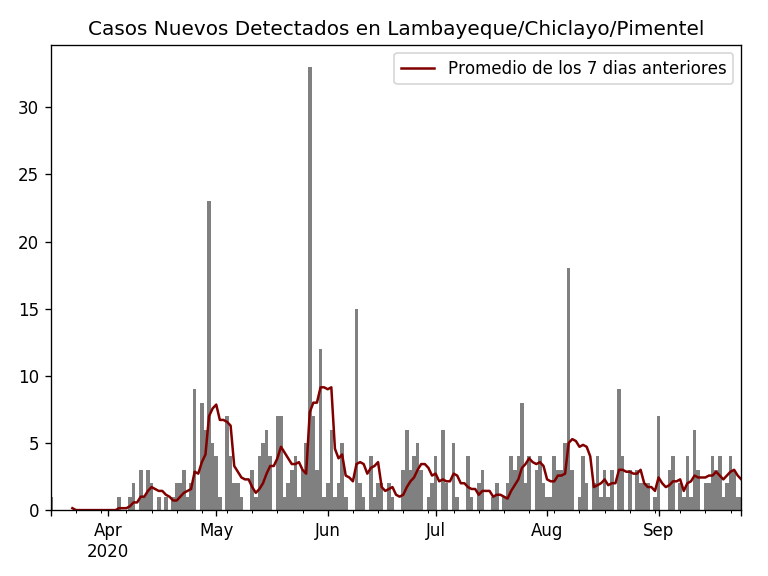 Casos Nuevos Detectados en Lambayeque/Chiclayo/Pimentel
Promedio de los 7 dias anteriores
30
25
20
15
10
5
0
Apr May Jun Jul Aug Sep
2020